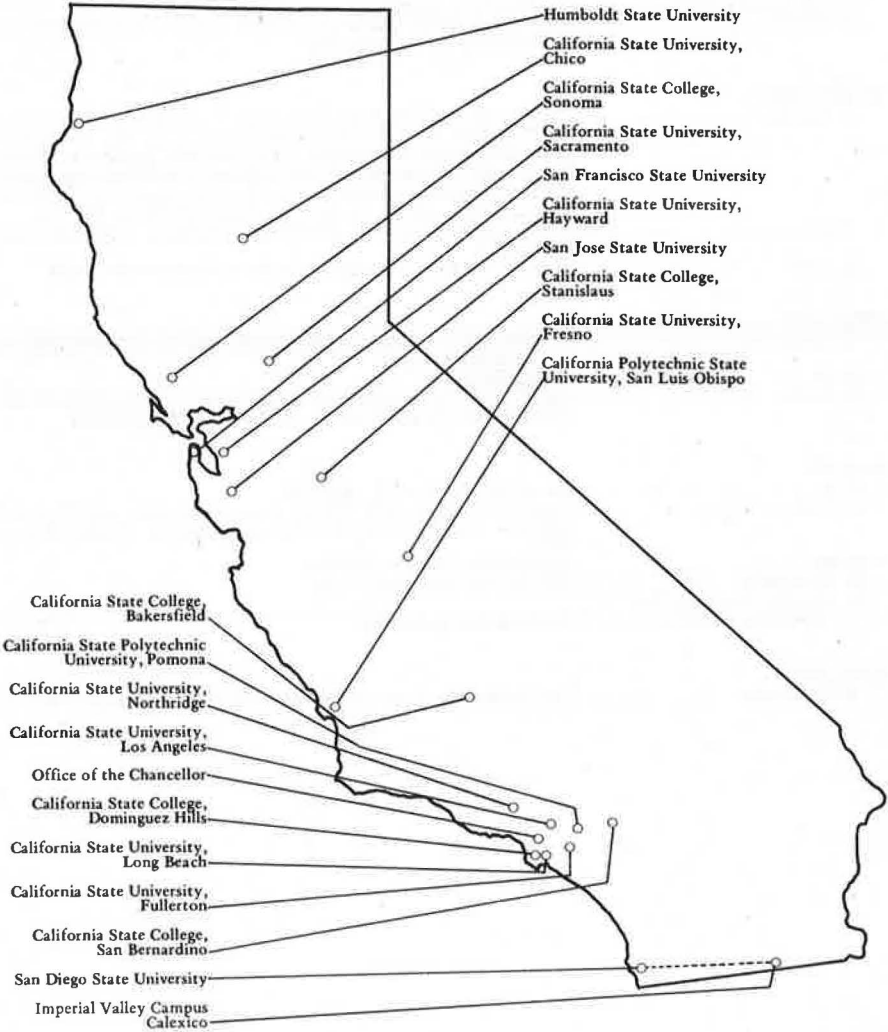 Humboldt State University
California State University,
Chico
California State College,
Sonoma
California State University,
Sacramento
San Francisco State University
California State University,
Hayward
San Jose State University
California State College,
Stanislaus
California State University,
Fresno
California Polytechnic State
University, San Luis Obispo
California State College,
Bakersfield
California State Polytechnic
University, Pomona
California State University,
Northridge
California State University,
Los Angeles
Office of the Chancellor
California State College,
Dominguez Hills
California State University,
Long Beach
California State University,
Fullerton
California State College,
San Bernardino
San Diego State University
Imperial Valley Campus
Calexico